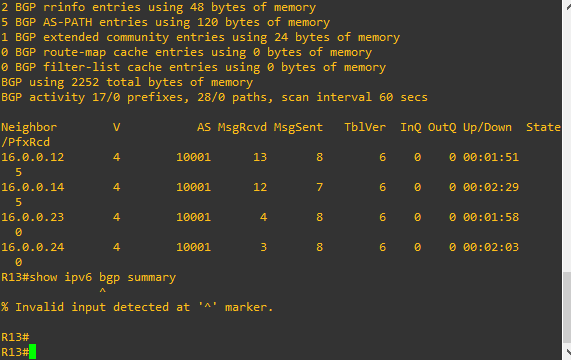 2 BGP rrinfo entries using 48 bytes of memory
5 BGP AS-PATH entries using 120 bytes of memory
1 BGP extended community entries using 24 bytes of memory
0 BGP route-map cache entries using 0 bytes of memory
0 BGP filter-list cache entries using 0 bytes of memory
BGP using 2252 total bytes of memory
BGP activity 17/0 prefixes, 28/0 paths, scan interval 60 secs

Neighbor        V           AS MsgRcvd MsgSent   TblVer  InQ OutQ Up/Down  State
/PfxRcd
16.0.0.12       4        10001      13       8        6    0    0 00:01:51
  5
16.0.0.14       4        10001      12       7        6    0    0 00:02:29
  5
16.0.0.23       4        10001       4       8        6    0    0 00:01:58
  0
16.0.0.24       4        10001       3       8        6    0    0 00:02:03
  0
R13#show ipv6 bgp summary
              ^
% Invalid input detected at '^' marker.

R13#
R13#